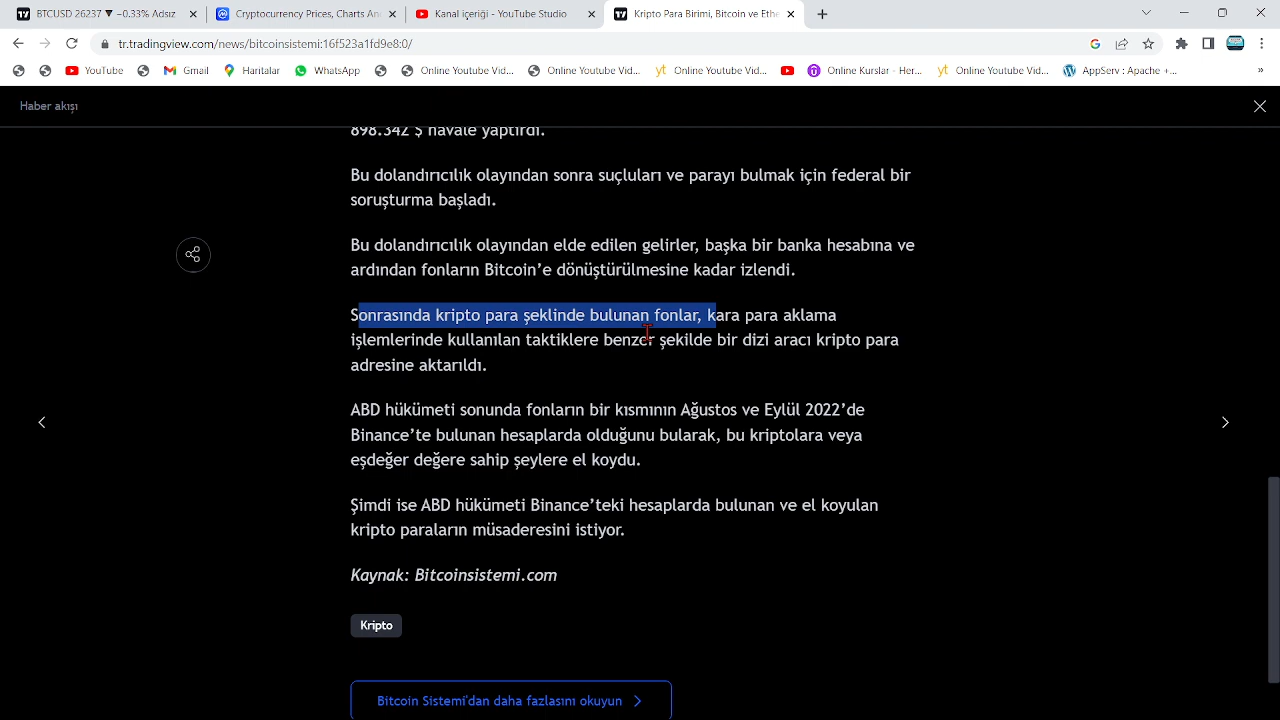 BTCUSD 26237 ▼ −0.33% Adsız
Cryptocurrency Prices, Charts An
Kanal içeriği - YouTube Studio
Kripto Para Birimi, Bitcoin ve Ethe
tr.tradingview.com/news/bitcoinsistemi:16f523a1fd9e8:0/
YouTube
Gmail
Haritalar
WhatsApp
Online Youtube Vid...
Online Youtube Vid...
yt Online Youtube Vid...
Online Kurslar - Her...
yt Online Youtube Vid...
AppServ : Apache +...
»
Haber akışı
898.342 $ havale yaptırdı.
Bu dolandırıcılık olayından sonra suçluları ve parayı bulmak için federal bir
soruşturma başladı.
Bu dolandırıcılık olayından elde edilen gelirler, başka bir banka hesabına ve
ardından fonların Bitcoin’e dönüştürülmesine kadar izlendi.
Sonrasında kripto para şeklinde bulunan fonlar, kara para aklama
işlemlerinde kullanılan taktiklere benzer şekilde bir dizi aracı kripto para
adresine aktarıldı.
ABD hükümeti sonunda fonların bir kısmının Ağustos ve Eylül 2022’de
Binance’te bulunan hesaplarda olduğunu bularak, bu kriptolara veya
eşdeğer değere sahip şeylere el koydu.
Şimdi ise ABD hükümeti Binance’teki hesaplarda bulunan ve el koyulan
kripto paraların müsaderesini istiyor.
Kaynak: Bitcoinsistemi.com
Kripto
Bitcoin Sistemi'dan daha fazlasını okuyun